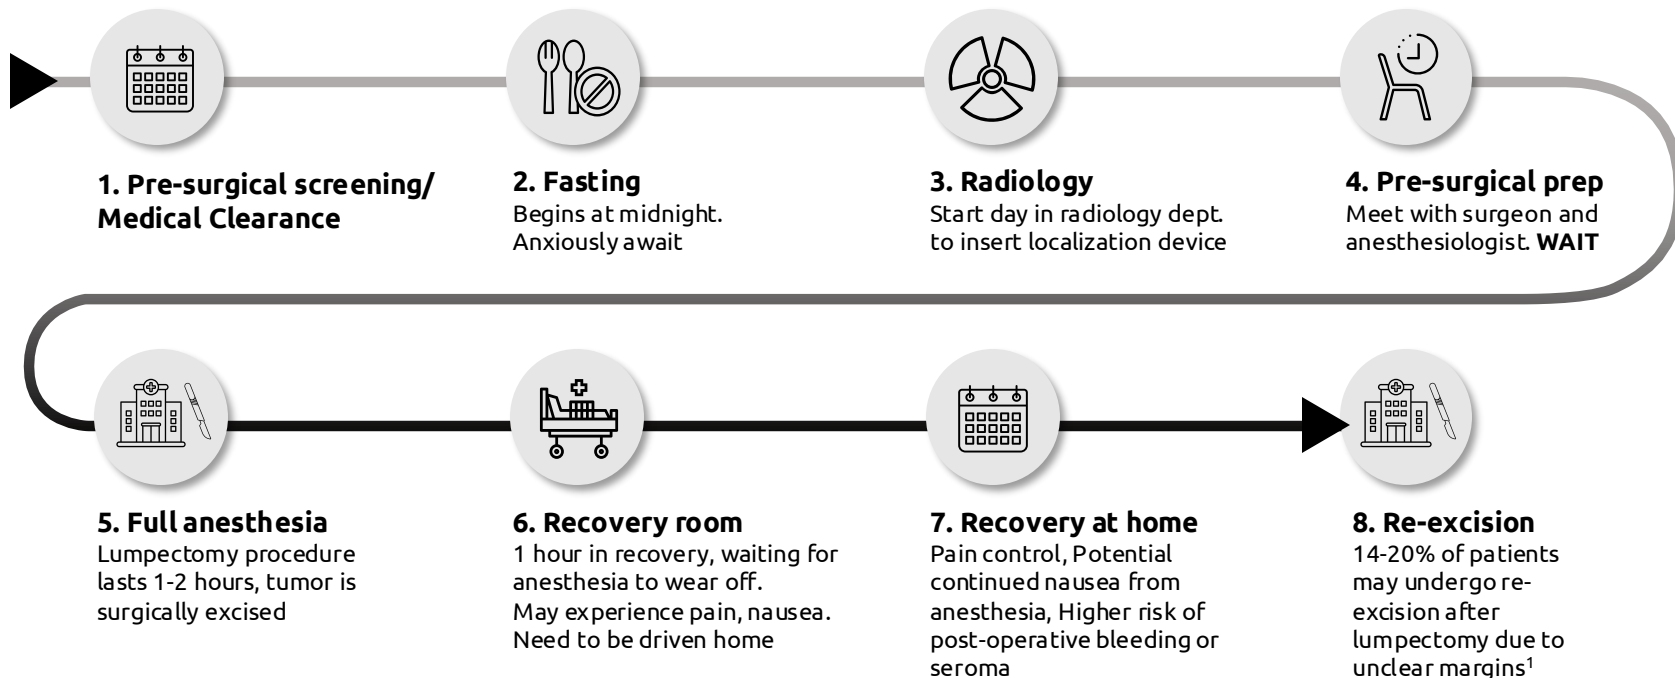 1. Pre-surgical screening/
Medical Clearance
2. Fasting
Begins at midnight.
Anxiously await
3. Radiology
Start day in radiology dept.
to insert localization device
4. Pre-surgical prep
Meet with surgeon and
anesthesiologist. WAIT
5. Full anesthesia
Lumpectomy procedure
lasts 1-2 hours, tumor is
surgically excised
6. Recovery room
1 hour in recovery, waiting for
anesthesia to wear off.
May experience pain, nausea.
Need to be driven home
7. Recovery at home
Pain control, Potential
continued nausea from
anesthesia, Higher risk of
post-operative bleeding or
seroma
8. Re-excision
14-20% of patients
may undergo re-
excision after
lumpectomy due to
unclear margins¹